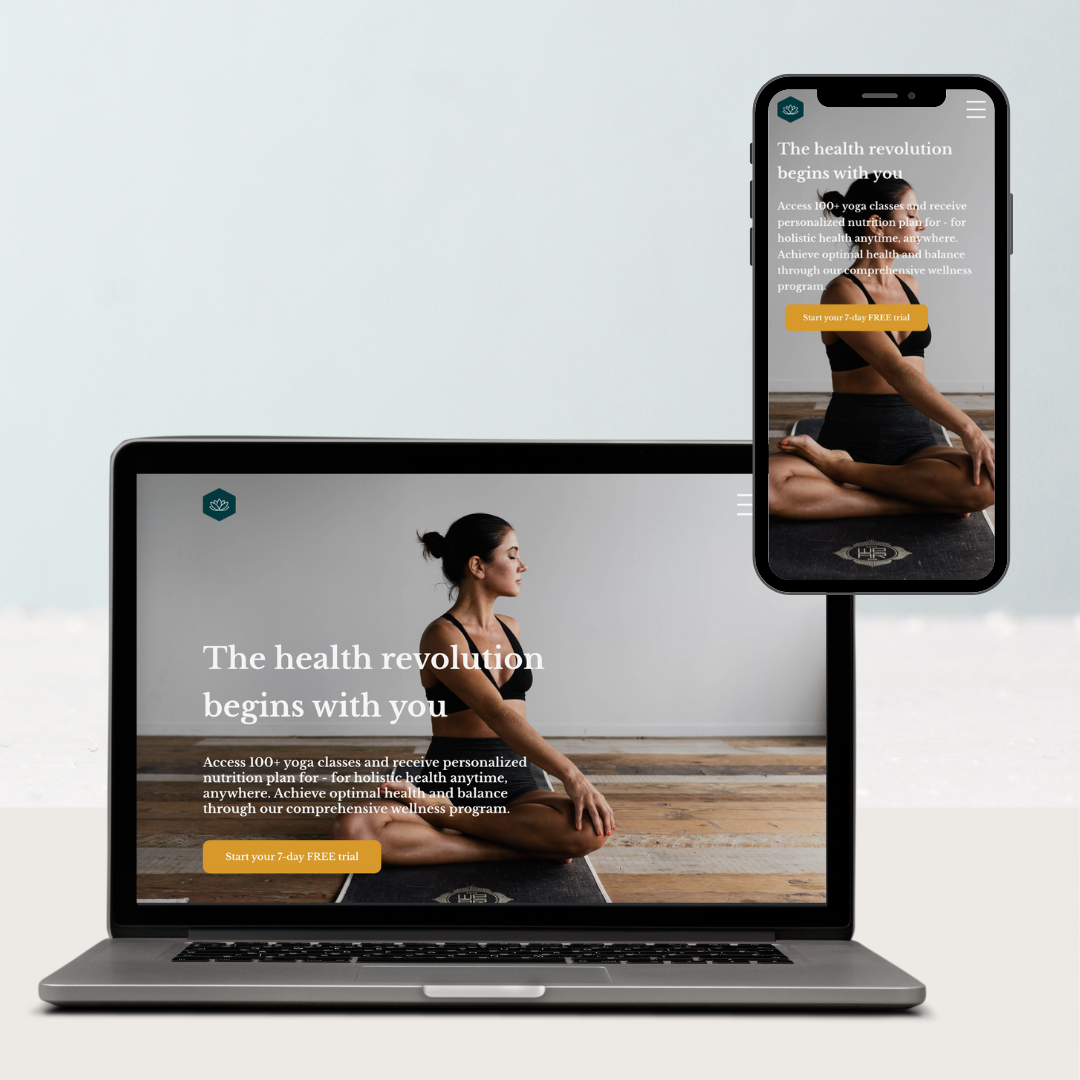 The health revolution
begins with you
Access 100+ yoga classes and receive
personalized nutrition plan for - for
holistic health anytime, anywhere.
Achieve optimal health and balance
through our comprehensive wellness
program.
Start your 7-day FREE trial
The health revolution
begins with you
Access 100+ yoga classes and receive personalized
nutrition plan for - for holistic health anytime,
anywhere. Achieve optimal health and balance
through our comprehensive wellness program.
Start your 7-day FREE trial